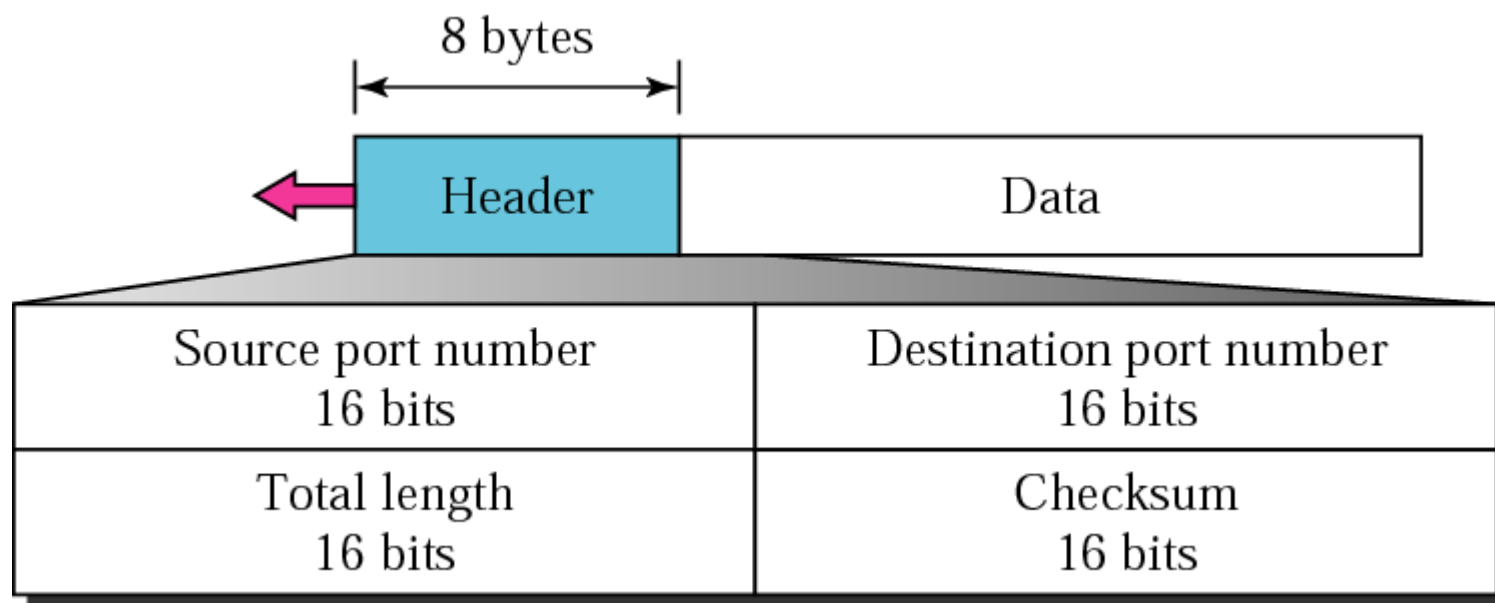 8 bytes
Header
Data
Source port number
16 bits
Destination port number
16 bits
Total length
16 bits
Checksum
16 bits